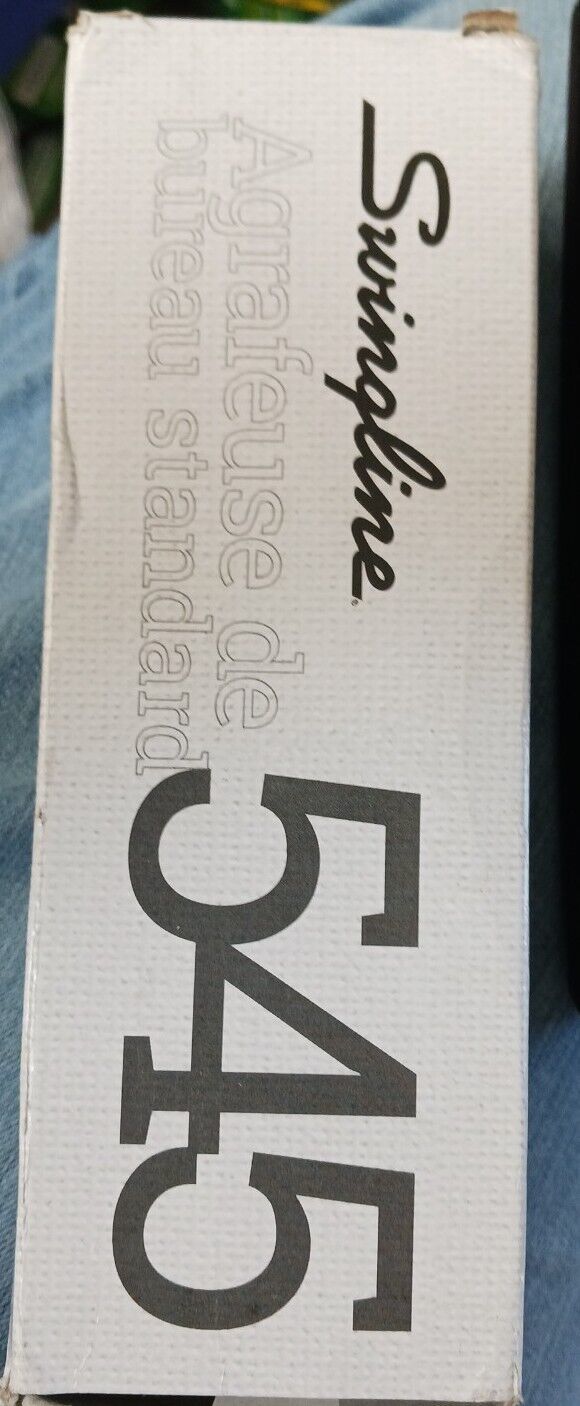 Swingline®
Agrafeuse de
bureau standard
545